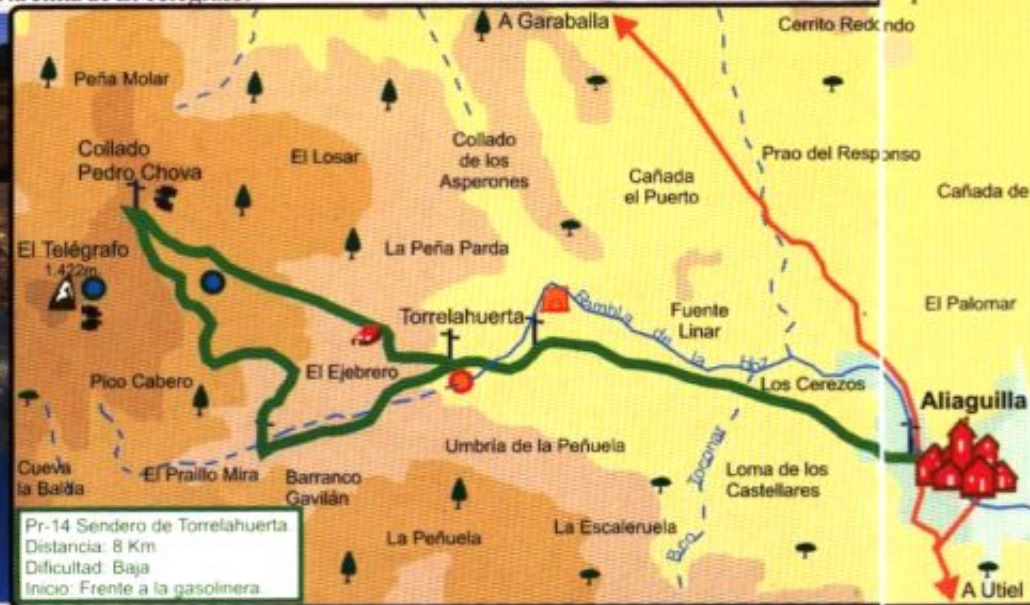 A Garaballa
Cerrito Redondo
Peña Molar
Collado
Pedro Chova
El Losar
Collado
de los
Asperones
Cañada
el Puerto
Prao del Responso
Cañada de
El Telégrafo
1.422m
La Peña Parda
Torrelahuerta
Rambla de la Hoz
Fuente
Linar
El Palomar
Pico Cabero
El Ejebrero
Los Cerezos
Aliaguilla
Umbría de la Peñuela
Cueva
la Balda
El Praillo Mira
Barranco
Gavilán
Loma de los
Castellares
La Peñuela
La Escaleruela
Pr-14 Sendero de Torrelahuerta.
Distancia: 8 Km
Dificultad: Baja
Inicio: Frente a la gasolinera.
A Utiel